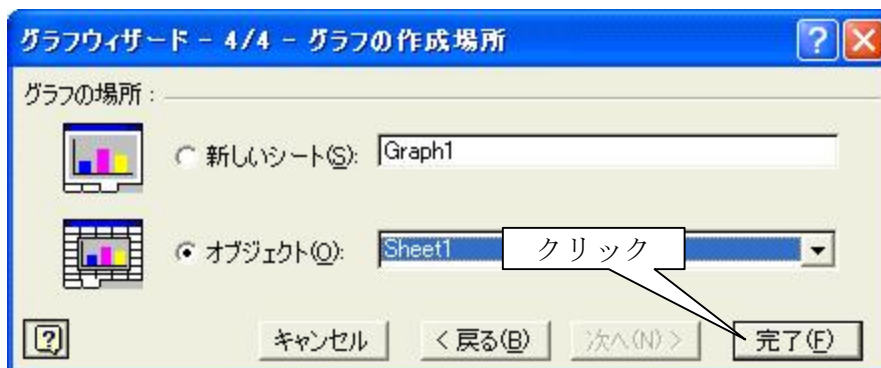 グラフウィザード - 4/4 - グラフの作成場所
グラフの場所:
新しいシート(S): Graph1
オブジェクト(O): Sheet1
クリック
キャンセル <戻る(B) 次へ(N)> 完了(F)